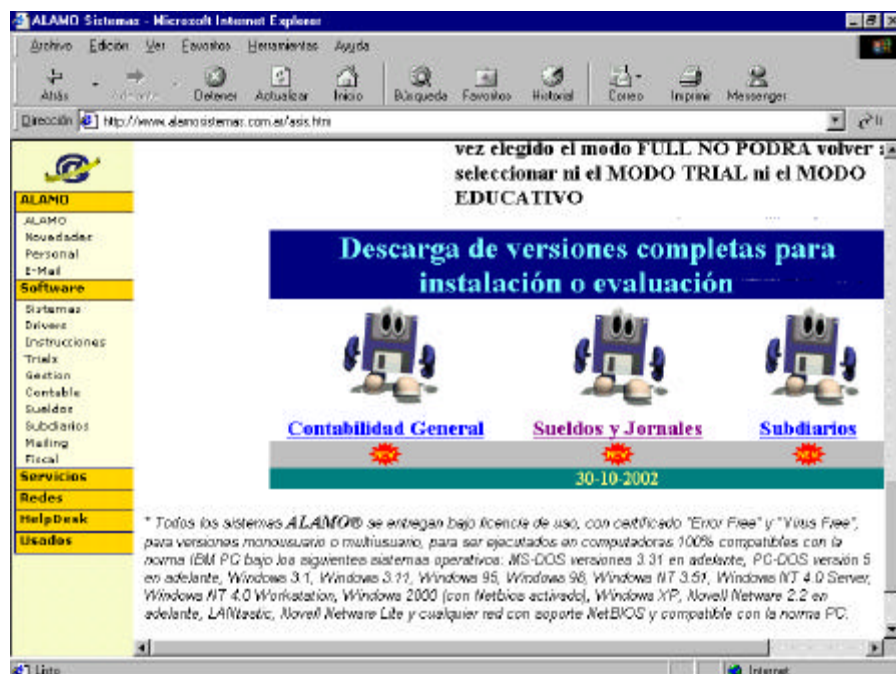 ALAMO Sistemas - Microsoft Internet Explorer
Archivo Edición Ver Favoritos Herramientas Ayuda
Atrás Adelante Detener Actualizar Inicio Búsqueda Favoritos Historial Correo Imprimir Messenger
Dirección http://www.alamosistemas.com.ar/asis.htm Ir
vez elegido el modo FULL NO PODRA volver
seleccionar ni el MODO TRIAL ni el MODO
EDUCATIVO
ALAMO
ALAMO
Novedades
Personal
E-Mail
Software
Sistemas
Drivers
Instrucciones
Trials
Gestion
Contable
Sueldos
Subdiarios
Mailing
Fiscal
Servicios
Redes
HelpDesk
Usados
Descarga de versiones completas para
instalación o evaluación
Contabilidad General Sueldos y Jornales Subdiarios
NEW NEW NEW
30-10-2002
* Todos los sistemas ALAMO® se entregan bajo licencia de uso, con certificado "Error Free" y "Virus Free",
para versiones monousuario o multiusuario, para ser ejecutados en computadoras 100% compatibles con la
norma IBM PC bajo los siguientes sistemas operativos: MS-DOS versiones 3.31 en adelante, PC-DOS versión 5
en adelante, Windows 3.1, Windows 3.11, Windows 95, Windows 98, Windows NT 3.51, Windows NT 4.0 Server,
Windows NT 4.0 Workstation, Windows 2000 (con Netbios activado), Windows XP, Novell Netware 2.2 en
adelante, LANtastic, Novell Netware Lite y cualquier red con soporte NetBIOS y compatible con la norma PC.
Listo Internet